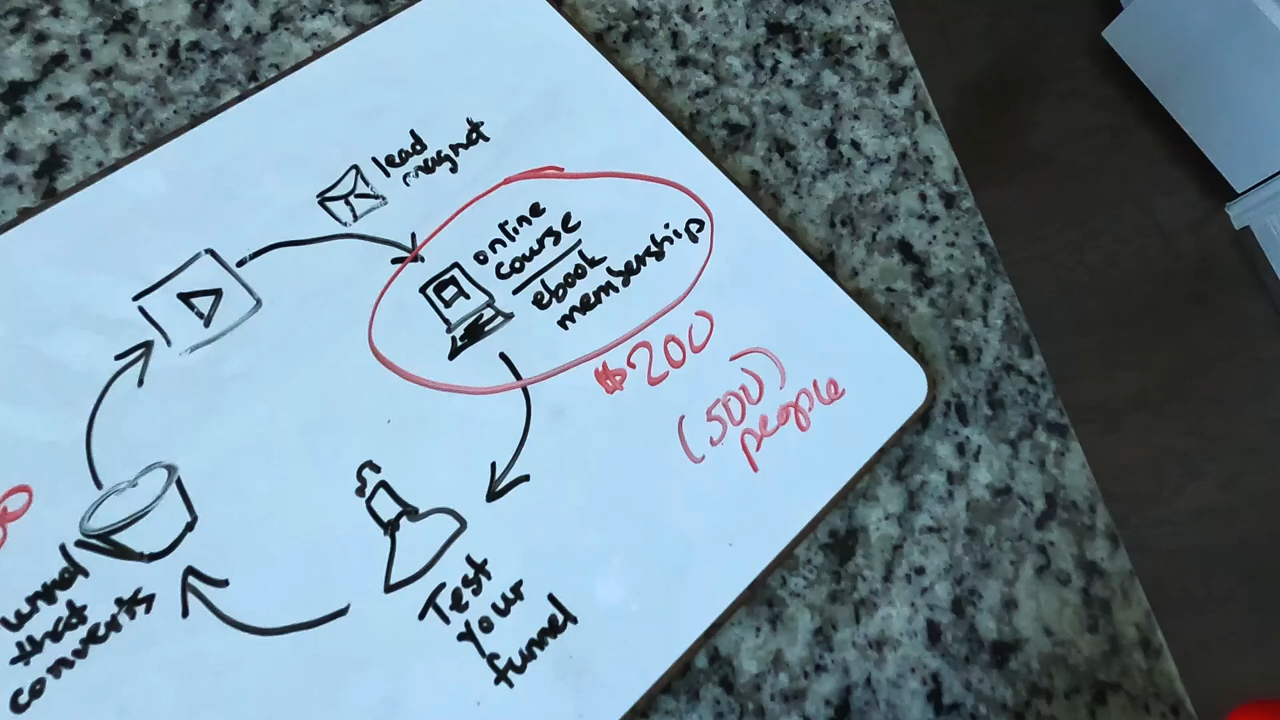 lead
magnet
online
course
ebook
membership
$200
(500)
people
Test
your
funnel
funnel
that
converts